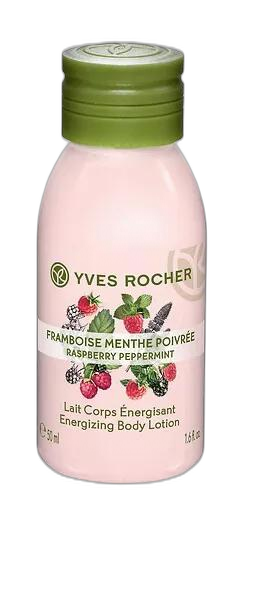 YVES ROCHER
FRAMBOISE MENTHE POIVRÉE
RASPBERRY PEPPERMINT
Lait Corps Énergisant
Energizing Body Lotion
e 50 ml 1.6 fl. oz.